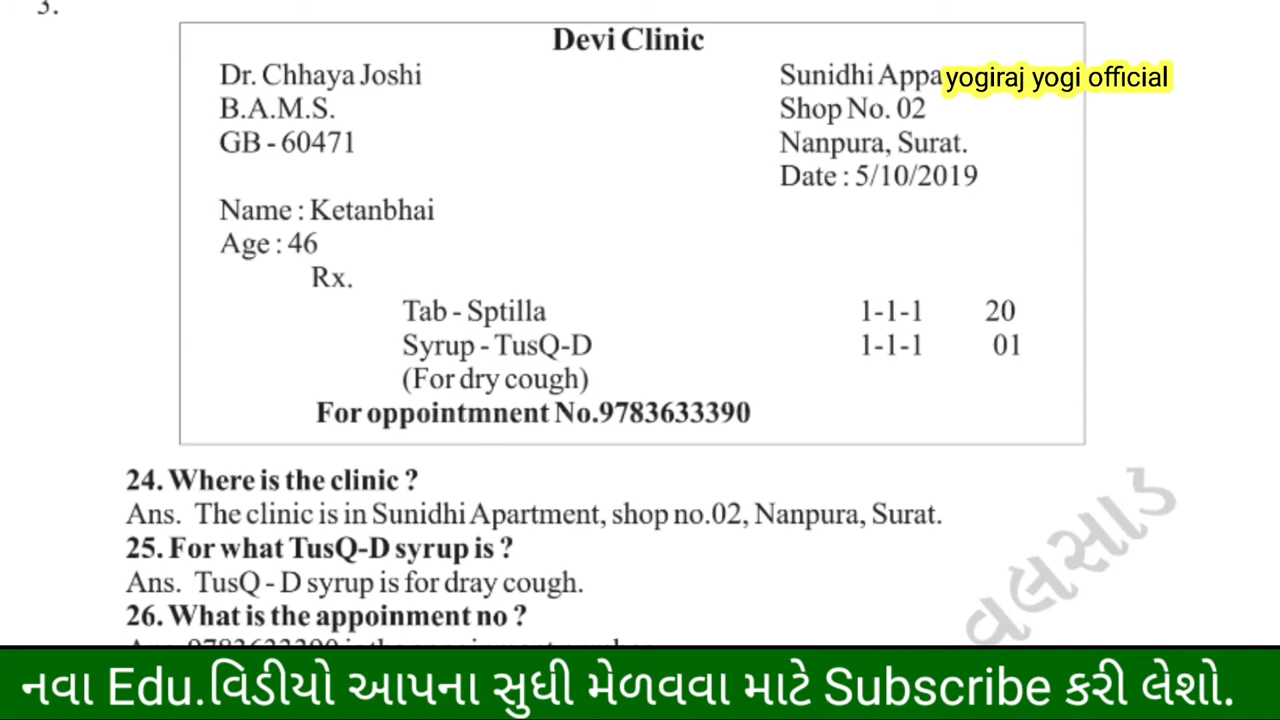 3.
Devi Clinic
Dr. Chhaya Joshi
Sunidhi Appa
yogiraj yogi official
B.A.M.S.
Shop No. 02
GB - 60471
Nanpura, Surat.
Date : 5/10/2019
Name : Ketanbhai
Age : 46
Rx.
Tab - Sptilla 1-1-1 20
Syrup - TusQ-D 1-1-1 01
(For dry cough)
For oppointmnent No.9783633390
24. Where is the clinic ?
Ans. The clinic is in Sunidhi Apartment, shop no.02, Nanpura, Surat.
25. For what TusQ-D syrup is ?
Ans. TusQ - D syrup is for dray cough.
26. What is the appoinment no ?
વલસાડ
નવા Edu.વિડીયો આપના સુધી મેળવવા માટે Subscribe કરી લેશો.